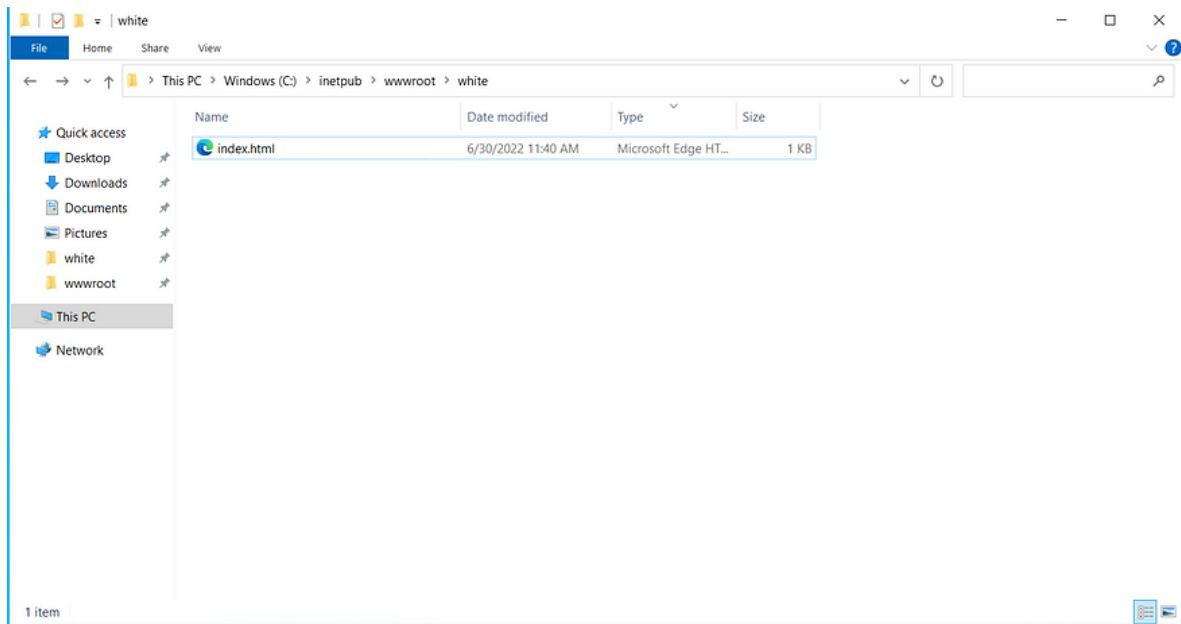 white
File Home Share View
This PC > Windows (C:) > inetpub > wwwroot > white
Name Date modified Type Size
Quick access
index.html 6/30/2022 11:40 AM Microsoft Edge HT... 1 KB
Desktop
Downloads
Documents
Pictures
white
wwwroot
This PC
Network
1 item